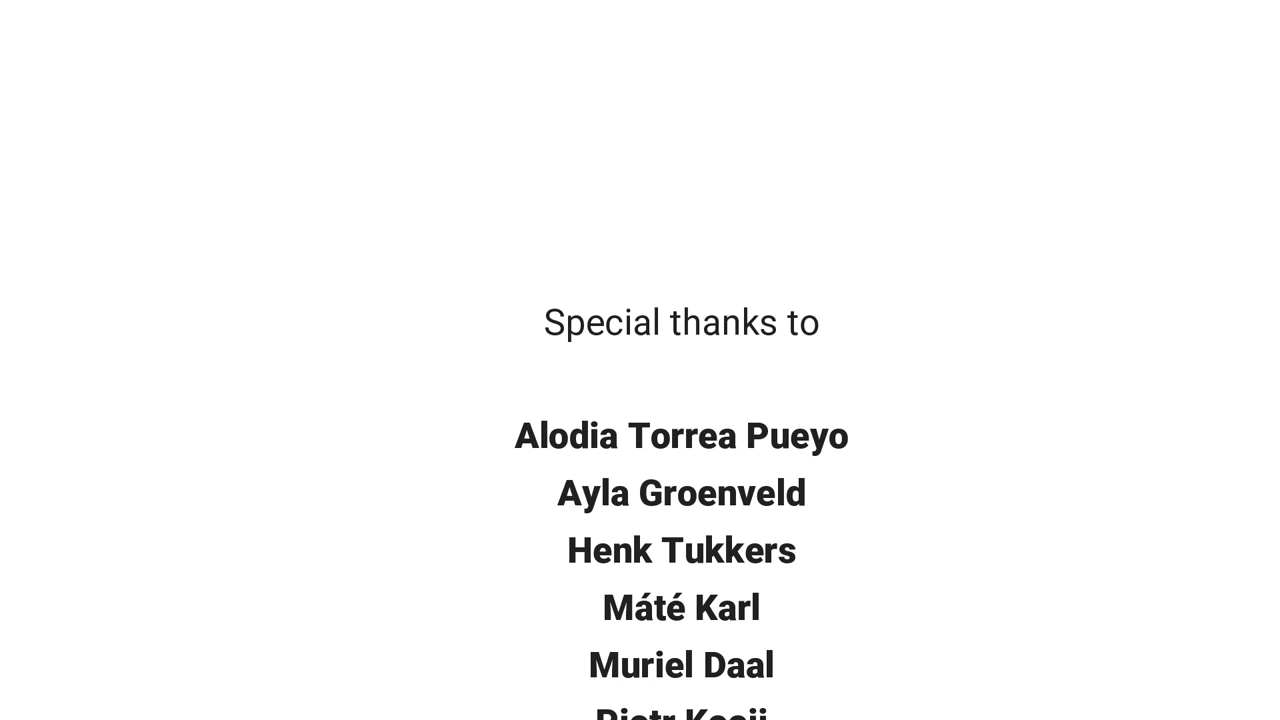 Special thanks to
Alodia Torrea Pueyo
Ayla Groenveld
Henk Tukkers
Máté Karl
Muriel Daal